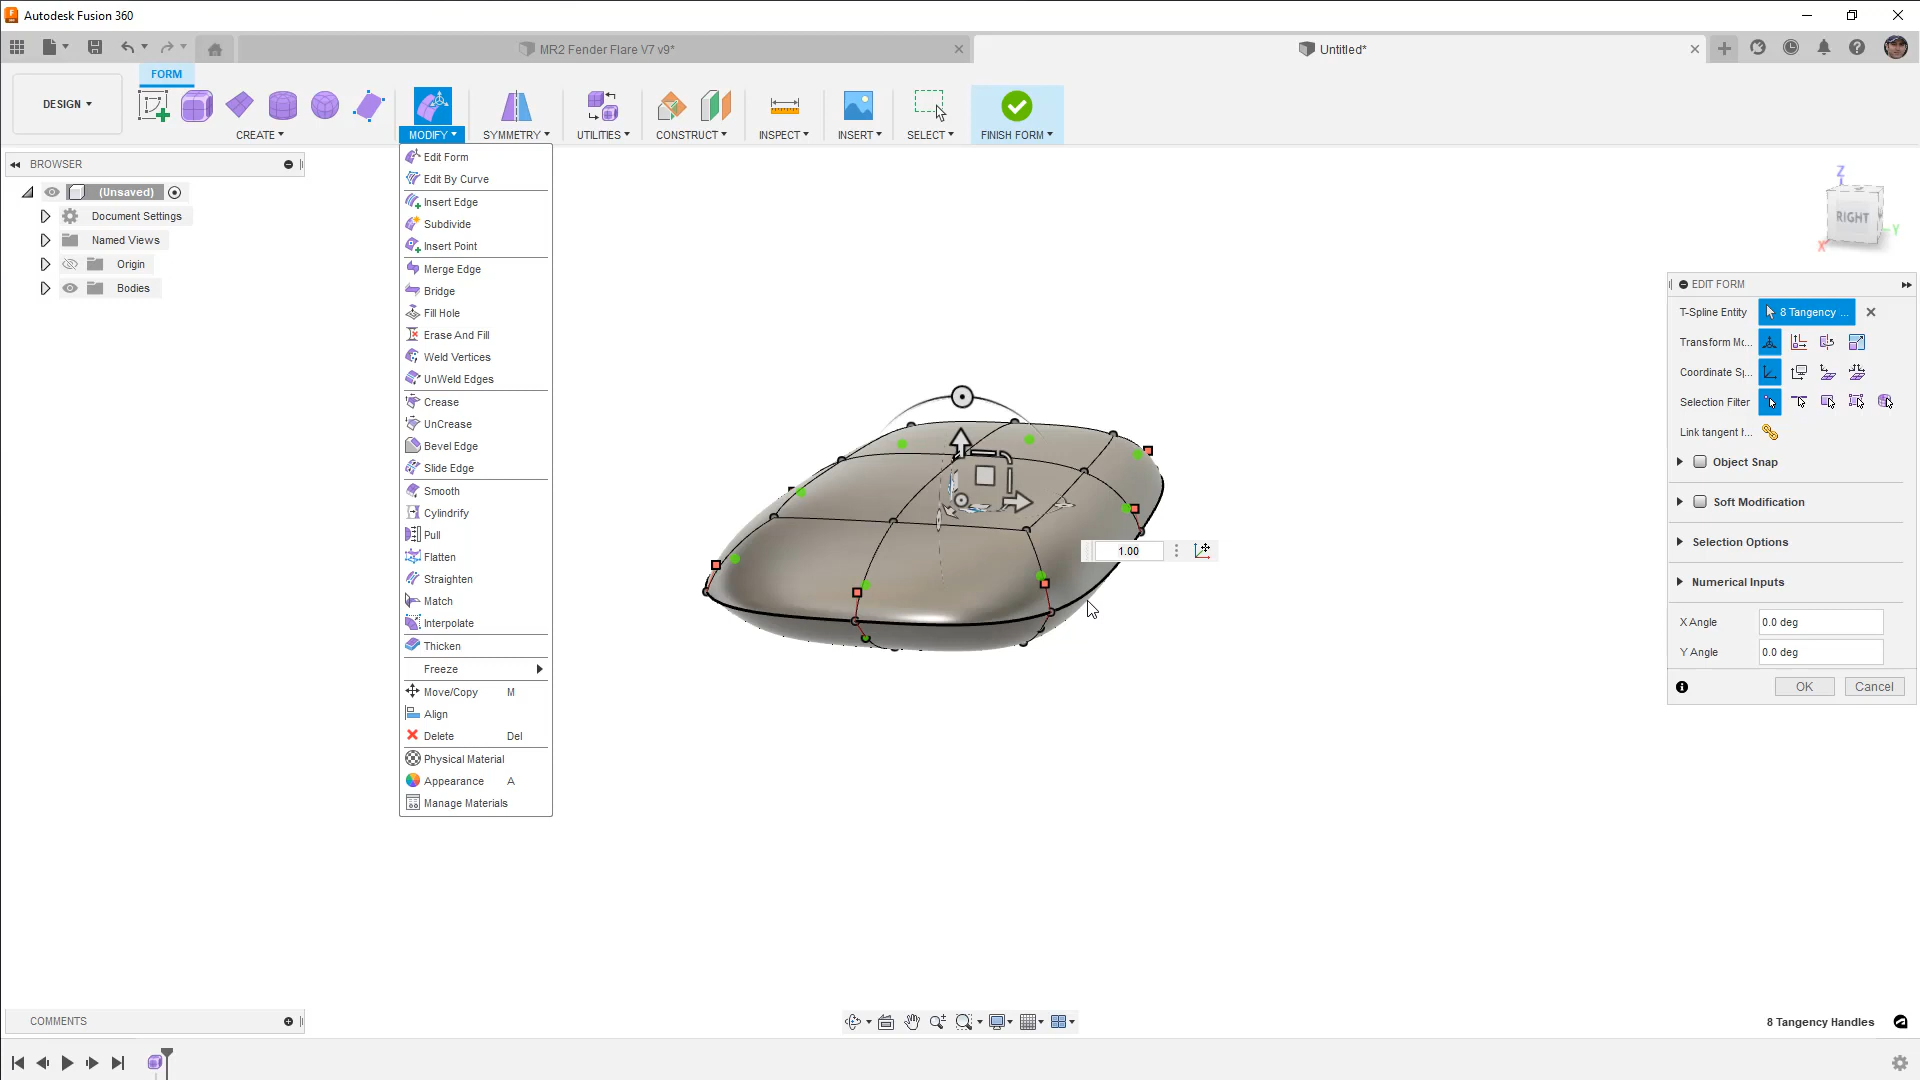 Autodesk Fusion 360
MR2 Fender Flare V7 v9*
Untitled*
FORM
DESIGN
CREATE
MODIFY
SYMMETRY
UTILITIES
CONSTRUCT
INSPECT
INSERT
SELECT
FINISH FORM
BROWSER
(Unsaved)
Document Settings
Named Views
Origin
Bodies
Edit Form
Edit By Curve
Insert Edge
Subdivide
Insert Point
Merge Edge
Bridge
Fill Hole
Erase And Fill
Weld Vertices
UnWeld Edges
Crease
UnCrease
Bevel Edge
Slide Edge
Smooth
Cylindrify
Pull
Flatten
Straighten
Match
Interpolate
Thicken
Freeze
Move/Copy M
Align
Delete Del
Physical Material
Appearance A
Manage Materials
1.00
Z
RIGHT
Y
X
EDIT FORM
T-Spline Entity 8 Tangency ...
Transform Mo...
Coordinate Sp...
Selection Filter
Link tangent h...
Object Snap
Soft Modification
Selection Options
Numerical Inputs
X Angle 0.0 deg
Y Angle 0.0 deg
OK Cancel
COMMENTS
8 Tangency Handles